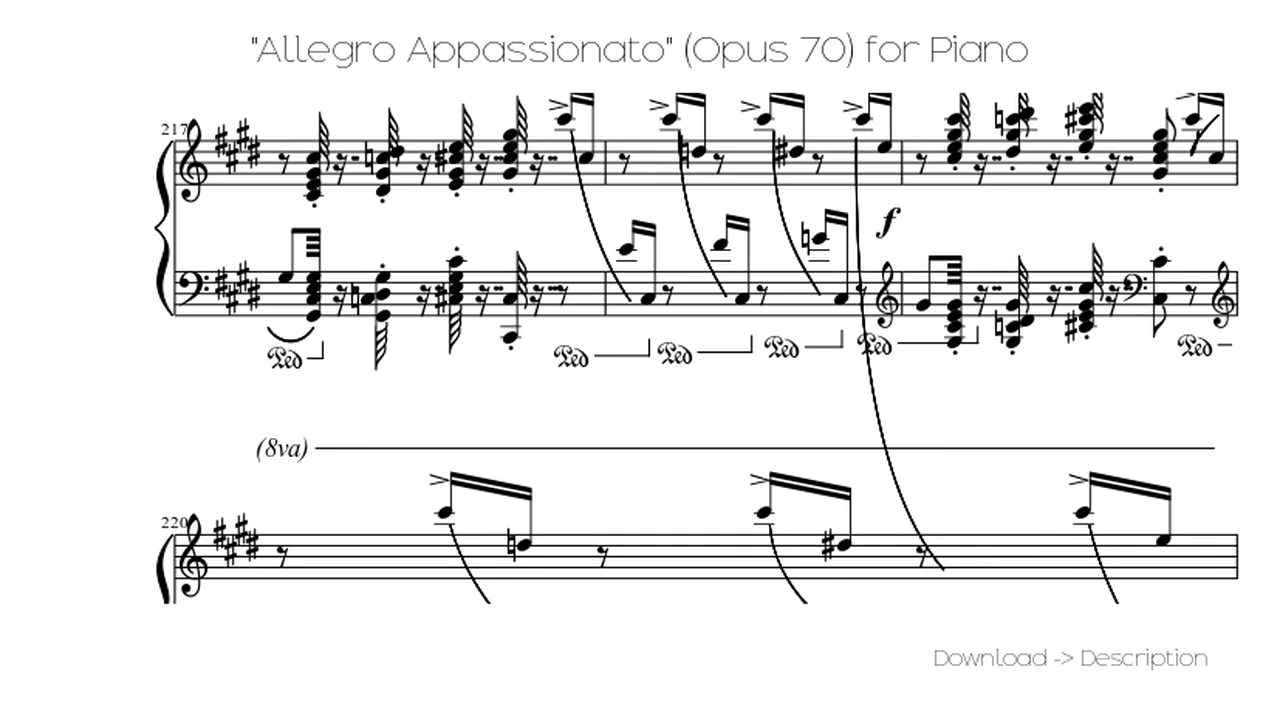 "Allegro Appassionato" (Opus 70) for Piano
217
f
Ped
Ped
Ped
Ped
Ped
Ped
(8va)
220
Download -> Description